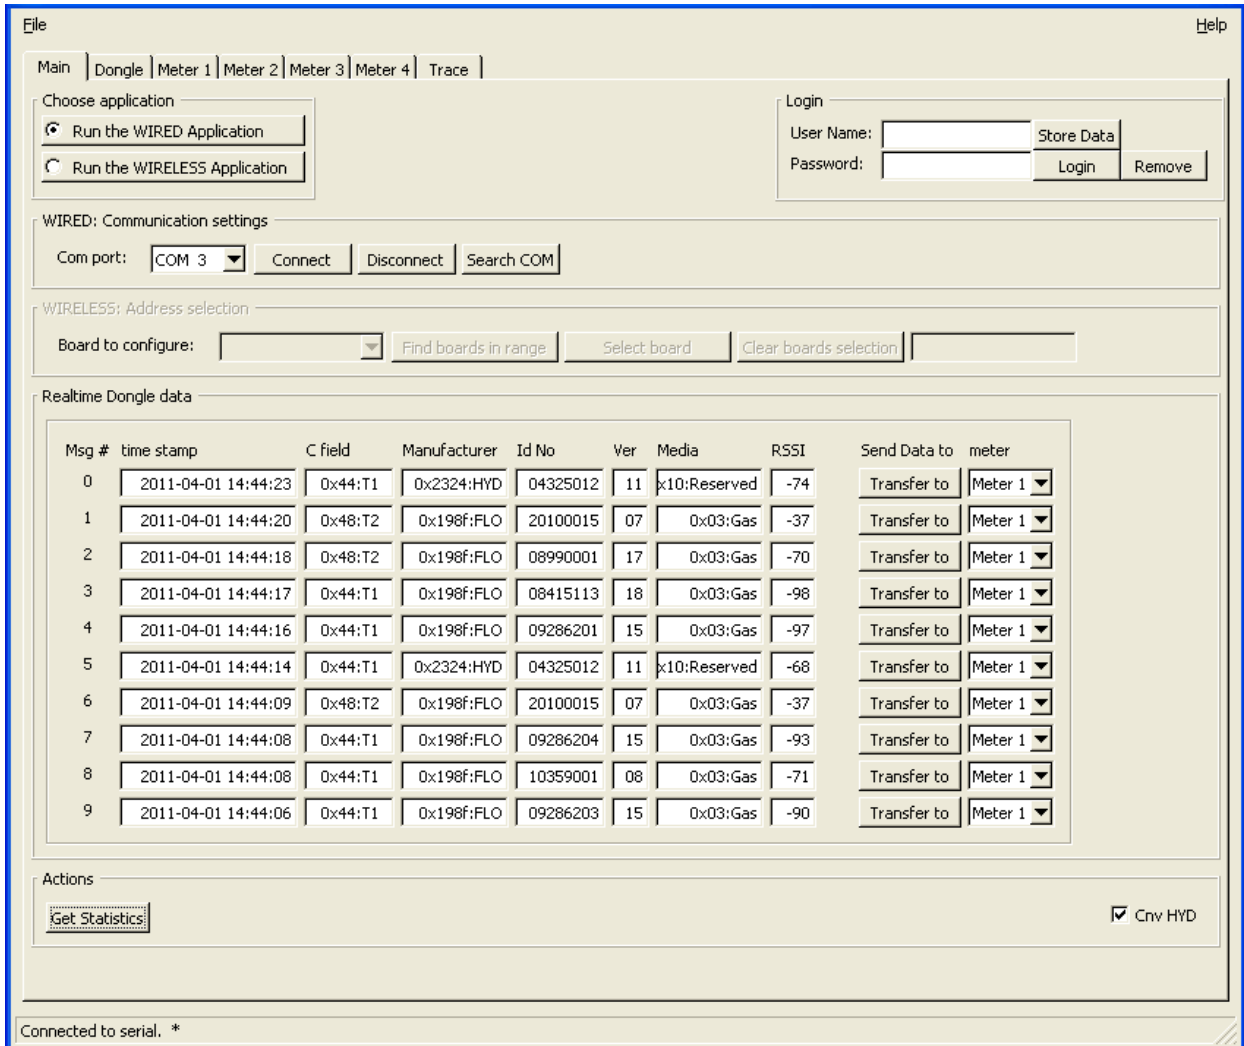 File Help
Main Dongle Meter 1 Meter 2 Meter 3 Meter 4 Trace
Choose application
Run the WIRED Application
Run the WIRELESS Application
Login
User Name: Store Data
Password: Login Remove
WIRED: Communication settings
Com port: COM 3 Connect Disconnect Search COM
WIRELESS: Address selection
Board to configure: Find boards in range Select board Clear boards selection
Realtime Dongle data
Msg # time stamp C field Manufacturer Id No Ver Media RSSI Send Data to meter
0 2011-04-01 14:44:23 0x44:T1 0x2324:HYD 04325012 11 x10:Reserved -74 Transfer to Meter 1
1 2011-04-01 14:44:20 0x48:T2 0x198f:FLO 20100015 07 0x03:Gas -37 Transfer to Meter 1
2 2011-04-01 14:44:18 0x48:T2 0x198f:FLO 08990001 17 0x03:Gas -70 Transfer to Meter 1
3 2011-04-01 14:44:17 0x44:T1 0x198f:FLO 08415113 18 0x03:Gas -98 Transfer to Meter 1
4 2011-04-01 14:44:16 0x44:T1 0x198f:FLO 09286201 15 0x03:Gas -97 Transfer to Meter 1
5 2011-04-01 14:44:14 0x44:T1 0x2324:HYD 04325012 11 x10:Reserved -68 Transfer to Meter 1
6 2011-04-01 14:44:09 0x48:T2 0x198f:FLO 20100015 07 0x03:Gas -37 Transfer to Meter 1
7 2011-04-01 14:44:08 0x44:T1 0x198f:FLO 09286204 15 0x03:Gas -93 Transfer to Meter 1
8 2011-04-01 14:44:08 0x44:T1 0x198f:FLO 10359001 08 0x03:Gas -71 Transfer to Meter 1
9 2011-04-01 14:44:06 0x44:T1 0x198f:FLO 09286203 15 0x03:Gas -90 Transfer to Meter 1
Actions
Get Statistics Cnv HYD
Connected to serial. *